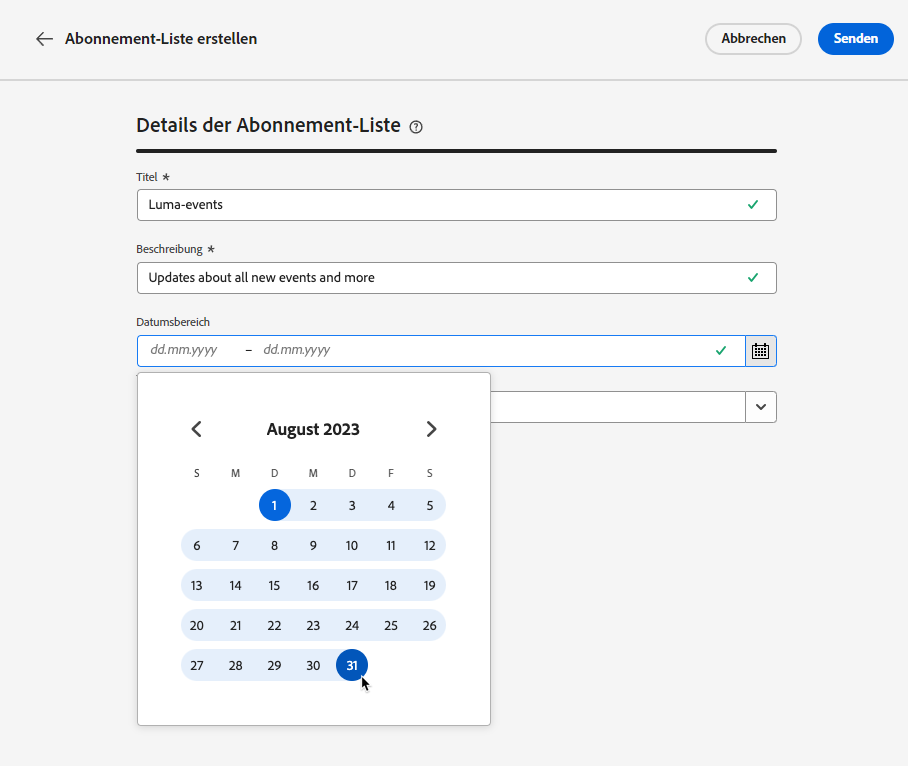 Abonnement-Liste erstellen
Abbrechen
Senden
Details der Abonnement-Liste ?
Titel *
Luma-events
Beschreibung *
Updates about all new events and more
Datumsbereich
dd.mm.yyyy – dd.mm.yyyy
August 2023
S M D M D F S
1 2 3 4 5
6 7 8 9 10 11 12
13 14 15 16 17 18 19
20 21 22 23 24 25 26
27 28 29 30 31